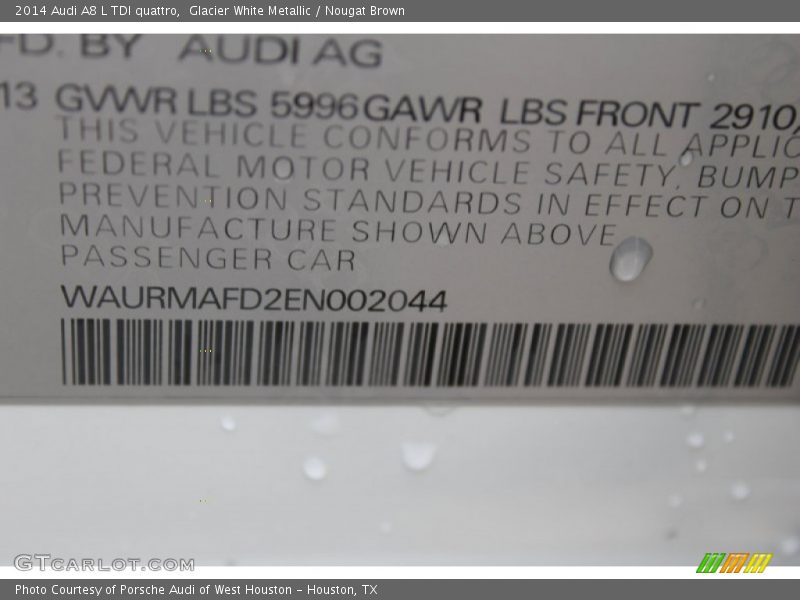 2014 Audi A8 L TDI quattro,  Glacier White Metallic / Nougat Brown
FD. BY AUDI AG
13 GVWR LBS 5996 GAWR LBS FRONT 2910,
THIS VEHICLE CONFORMS TO ALL APPLIC
FEDERAL MOTOR VEHICLE SAFETY, BUMP
PREVENTION STANDARDS IN EFFECT ON T
MANUFACTURE SHOWN ABOVE
PASSENGER CAR
WAURMAFD2EN002044
GTCARLOT.COM
Photo Courtesy of Porsche Audi of West Houston – Houston, TX